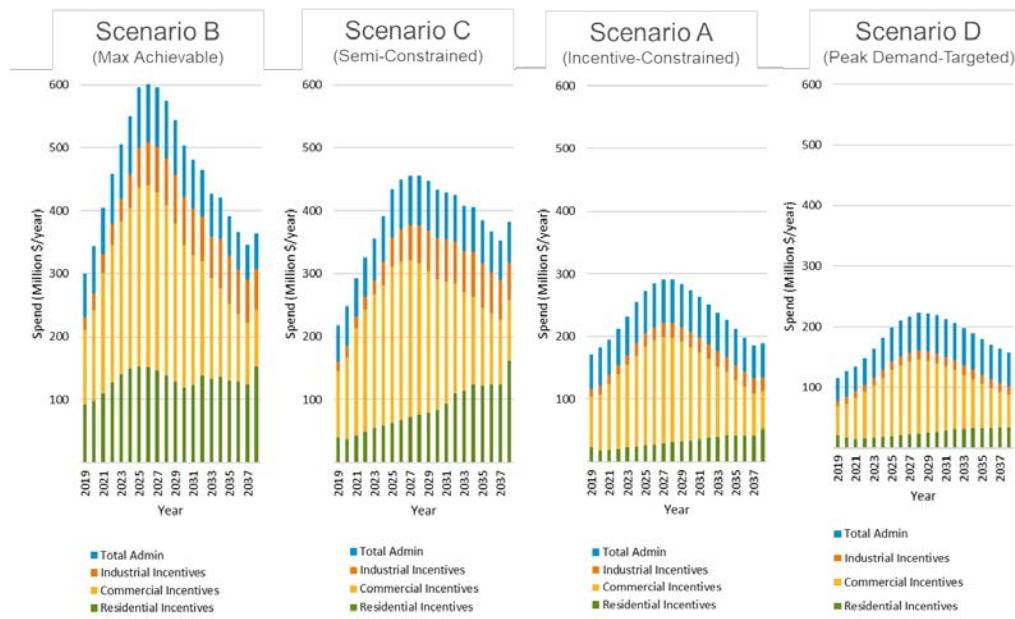 Scenario B
(Max Achievable)
600
500
400
300
200
100
Spend (Million $/year)
2019
2021
2023
2025
2027
2029
2031
2033
2035
2037
Year
Total Admin
Industrial Incentives
Commercial Incentives
Residential Incentives
Scenario C
(Semi-Constrained)
600
500
400
300
200
100
Spend (Million $/year)
2019
2021
2023
2025
2027
2029
2031
2033
2035
2037
Year
Total Admin
Industrial Incentives
Commercial Incentives
Residential Incentives
Scenario A
(Incentive-Constrained)
600
500
400
300
200
100
Spend (Million $/year)
2019
2021
2023
2025
2027
2029
2031
2033
2035
2037
Year
Total Admin
Industrial Incentives
Commercial Incentives
Residential Incentives
Scenario D
(Peak Demand-Targeted)
600
500
400
300
200
100
Spend (Million $/year)
2019
2021
2023
2025
2027
2029
2031
2033
2035
2037
Year
Total Admin
Industrial Incentives
Commercial Incentives
Residential Incentives